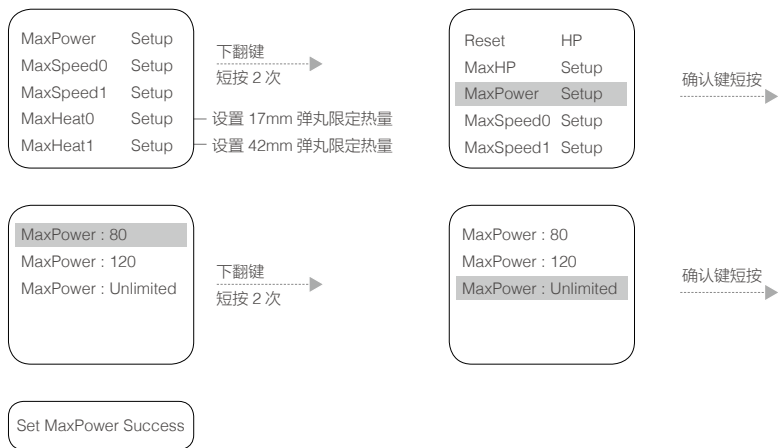 MaxPower Setup
MaxSpeed0 Setup
MaxSpeed1 Setup
MaxHeat0 Setup
MaxHeat1 Setup
下翻键
短按 2 次
设置 17mm 弹丸限定热量
设置 42mm 弹丸限定热量
Reset HP
MaxHP Setup
MaxPower Setup
MaxSpeed0 Setup
MaxSpeed1 Setup
确认键短按
MaxPower : 80
MaxPower : 120
MaxPower : Unlimited
下翻键
短按 2 次
MaxPower : 80
MaxPower : 120
MaxPower : Unlimited
确认键短按
Set MaxPower Success